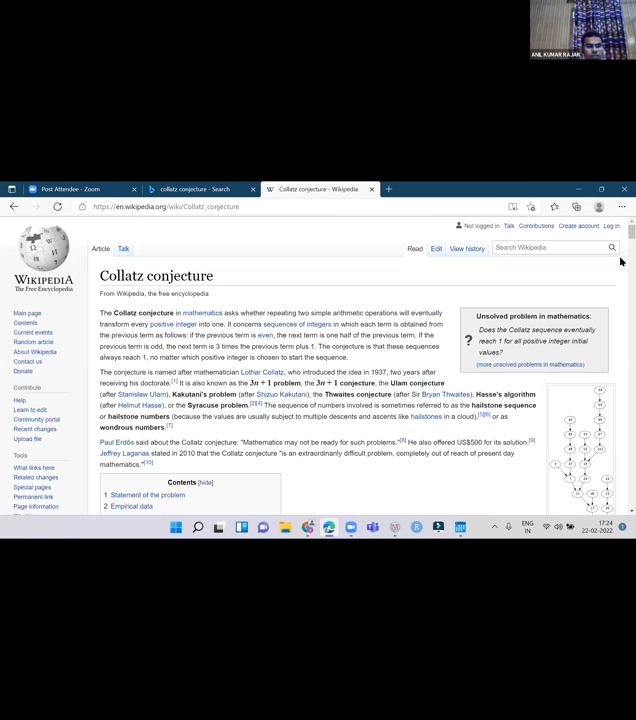 ANIL KUMAR RAJAK
Post Attendee - Zoom
collatz conjecture - Search
Collatz conjecture - Wikipedia
https://en.wikipedia.org/wiki/Collatz_conjecture
Not logged in Talk Contributions Create account Log in
Article Talk Read Edit View history Search Wikipedia
WIKIPEDIA
The Free Encyclopedia
Main page
Contents
Current events
Random article
About Wikipedia
Contact us
Donate
Contribute
Help
Learn to edit
Community portal
Recent changes
Upload file
Tools
What links here
Related changes
Special pages
Permanent link
Page information
Collatz conjecture
From Wikipedia, the free encyclopedia
The Collatz conjecture in mathematics asks whether repeating two simple arithmetic operations will eventually
transform every positive integer into one. It concerns sequences of integers in which each term is obtained from
the previous term as follows: if the previous term is even, the next term is one half of the previous term. If the
previous term is odd, the next term is 3 times the previous term plus 1. The conjecture is that these sequences
always reach 1, no matter which positive integer is chosen to start the sequence.
The conjecture is named after mathematician Lothar Collatz, who introduced the idea in 1937, two years after
receiving his doctorate.[1] It is also known as the 3n + 1 problem, the 3n + 1 conjecture, the Ulam conjecture
(after Stanisław Ulam), Kakutani's problem (after Shizuo Kakutani), the Thwaites conjecture (after Sir Bryan Thwaites), Hasse's algorithm
(after Helmut Hasse), or the Syracuse problem.[2][4] The sequence of numbers involved is sometimes referred to as the hailstone sequence
or hailstone numbers (because the values are usually subject to multiple descents and ascents like hailstones in a cloud),[5][6] or as
wondrous numbers.[7]
Paul Erdős said about the Collatz conjecture: "Mathematics may not be ready for such problems."[8] He also offered US$500 for its solution.[9]
Jeffrey Lagarias stated in 2010 that the Collatz conjecture "is an extraordinarily difficult problem, completely out of reach of present day
mathematics."[10]
Contents [hide]
1 Statement of the problem
2 Empirical data
Unsolved problem in mathematics:
?
Does the Collatz sequence eventually
reach 1 for all positive integer initial
values?
(more unsolved problems in mathematics)
ENG
IN
17:24
22-02-2022